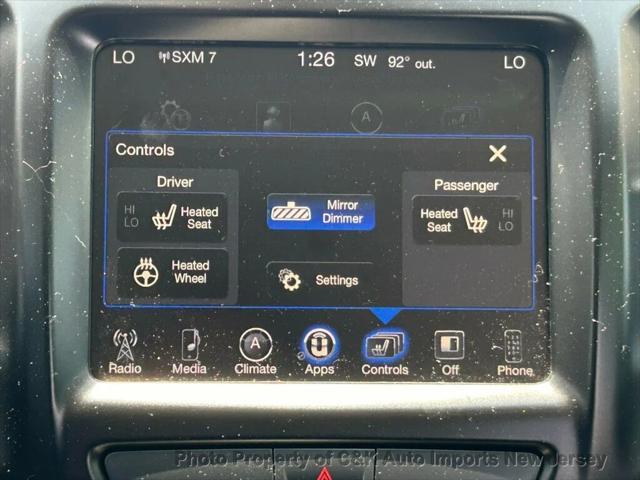 LO SXM 7 1:26 SW 92° out. LO
Controls
Driver
Passenger
HI
LO
Heated
Seat
Mirror
Dimmer
Heated
Seat
HI
LO
Heated
Wheel
Settings
A
A
Radio Media Climate Apps Controls Off Phone
Photo Property of C&K Auto Imports New Jersey